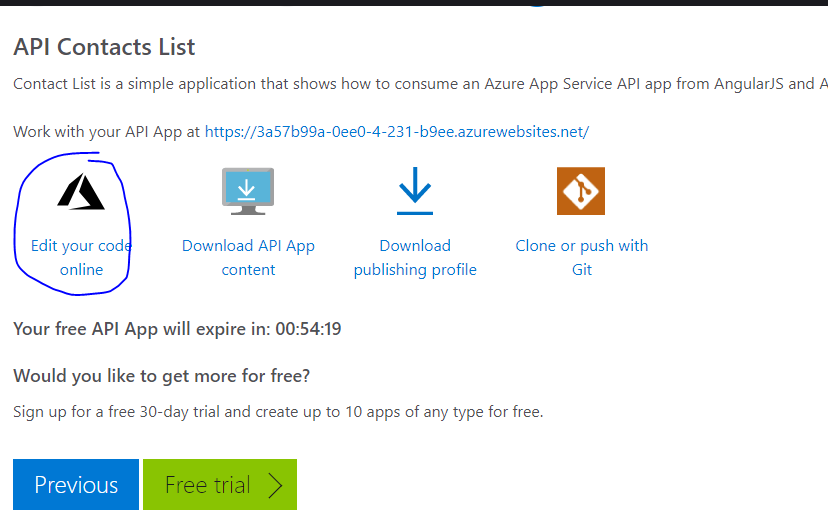 API Contacts List
Contact List is a simple application that shows how to consume an Azure App Service API app from AngularJS and A
Work with your API App at https://3a57b99a-0ee0-4-231-b9ee.azurewebsites.net/
Edit your code
online
Download API App
content
Download
publishing profile
Clone or push with
Git
Your free API App will expire in: 00:54:19
Would you like to get more for free?
Sign up for a free 30-day trial and create up to 10 apps of any type for free.
Previous
Free trial